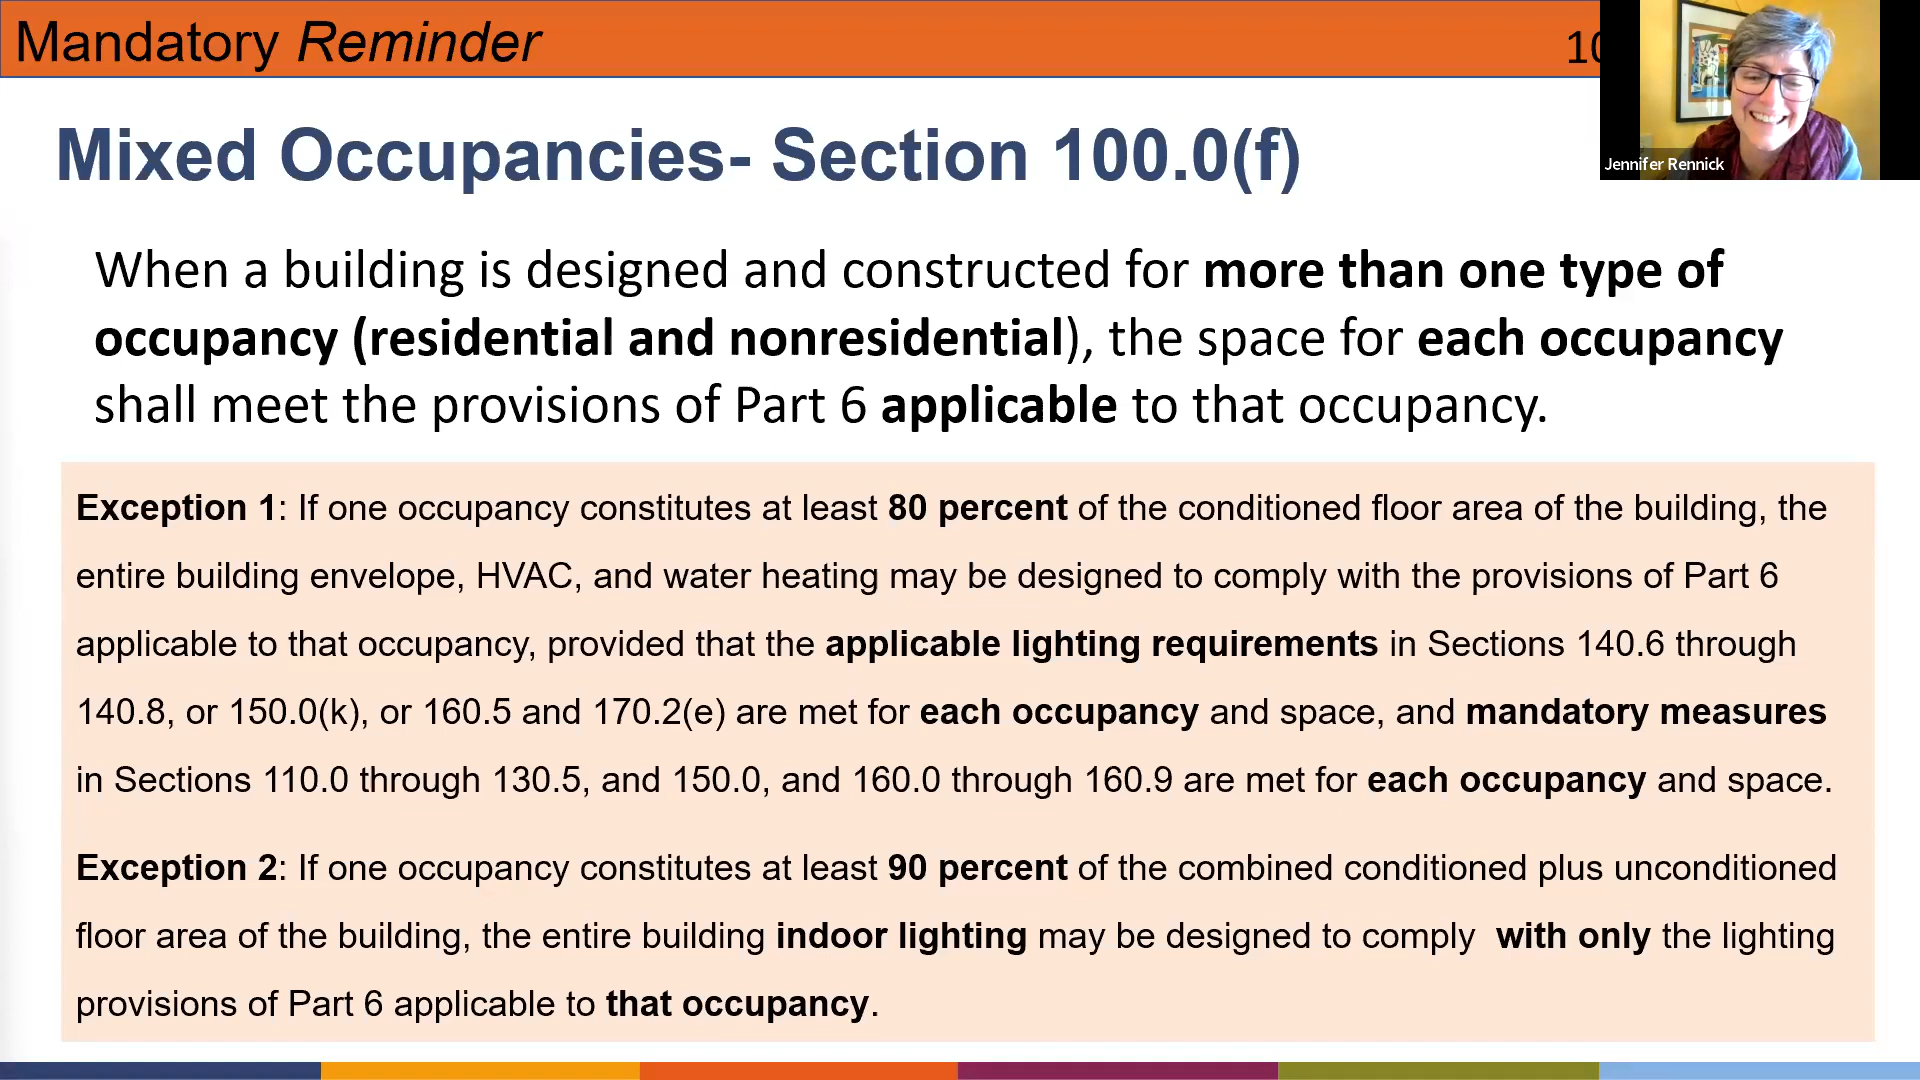 Mandatory Reminder
10
Jennifer Rennick
Mixed Occupancies- Section 100.0(f)
When a building is designed and constructed for more than one type of
occupancy (residential and nonresidential), the space for each occupancy
shall meet the provisions of Part 6 applicable to that occupancy.
Exception 1: If one occupancy constitutes at least 80 percent of the conditioned floor area of the building, the
entire building envelope, HVAC, and water heating may be designed to comply with the provisions of Part 6
applicable to that occupancy, provided that the applicable lighting requirements in Sections 140.6 through
140.8, or 150.0(k), or 160.5 and 170.2(e) are met for each occupancy and space, and mandatory measures
in Sections 110.0 through 130.5, and 150.0, and 160.0 through 160.9 are met for each occupancy and space.
Exception 2: If one occupancy constitutes at least 90 percent of the combined conditioned plus unconditioned
floor area of the building, the entire building indoor lighting may be designed to comply  with only the lighting
provisions of Part 6 applicable to that occupancy.